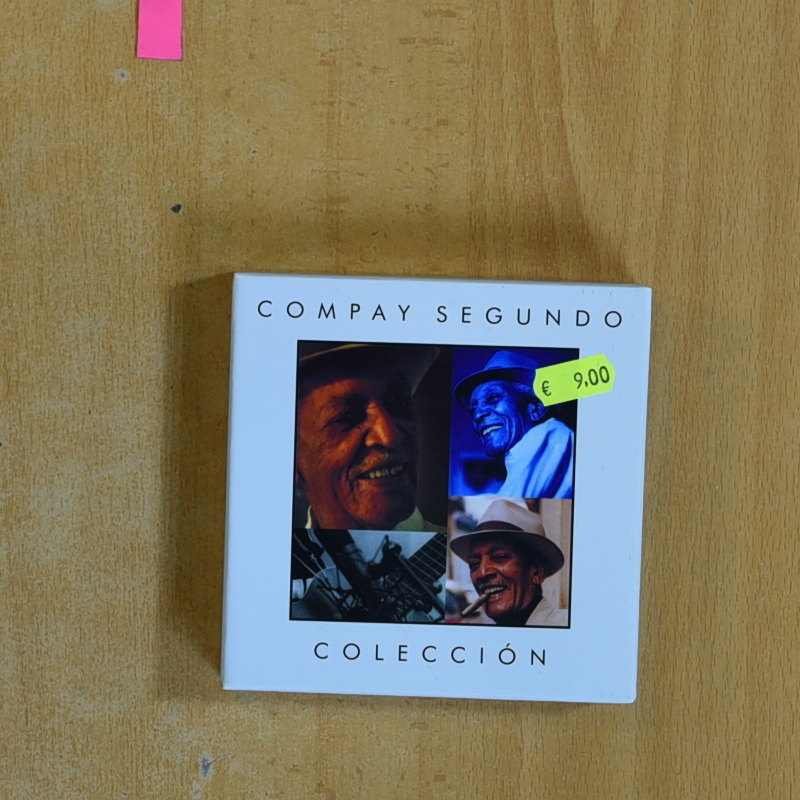 COMPAY SEGUNDO
€ 9,00
COLECCIÓN